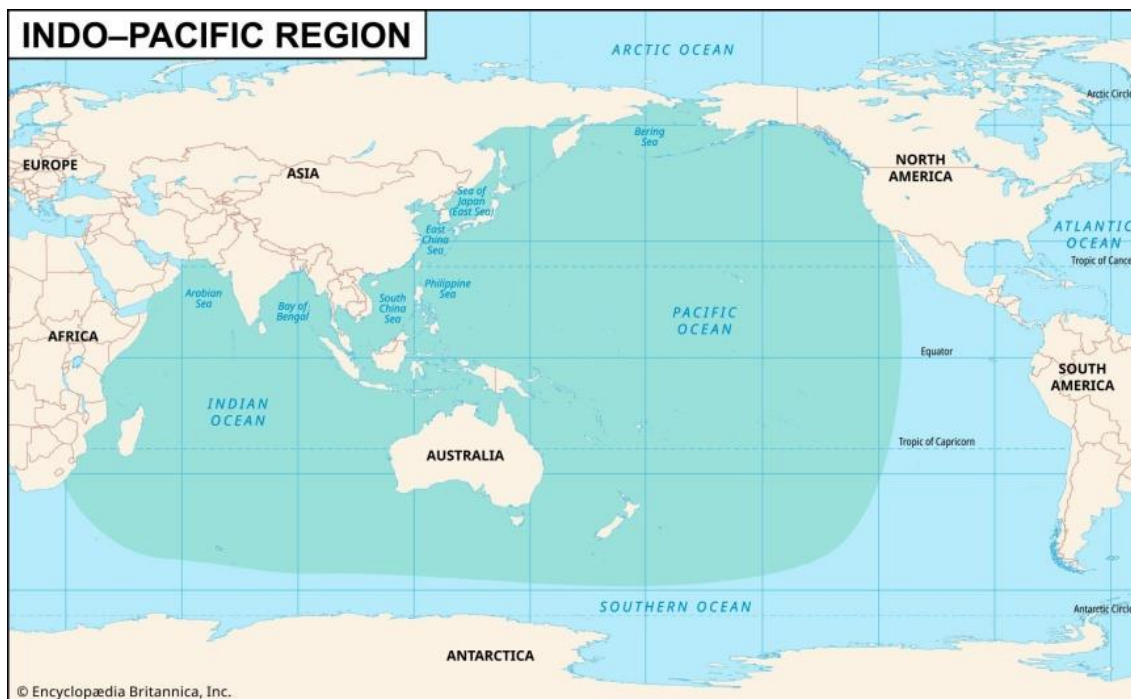 INDO–PACIFIC REGION
ARCTIC OCEAN
Arctic Circle
Bering
Sea
EUROPE
ASIA
NORTH
AMERICA
Sea of
Japan
(East Sea)
East
China
Sea
ATLANTIC
OCEAN
Tropic of Cancer
Arabian
Sea
Bay of
Bengal
South
China
Sea
Philippine
Sea
PACIFIC
OCEAN
AFRICA
Equator
SOUTH
AMERICA
INDIAN
OCEAN
Tropic of Capricorn
AUSTRALIA
SOUTHERN OCEAN
Antarctic Circle
ANTARCTICA
© Encyclopædia Britannica, Inc.